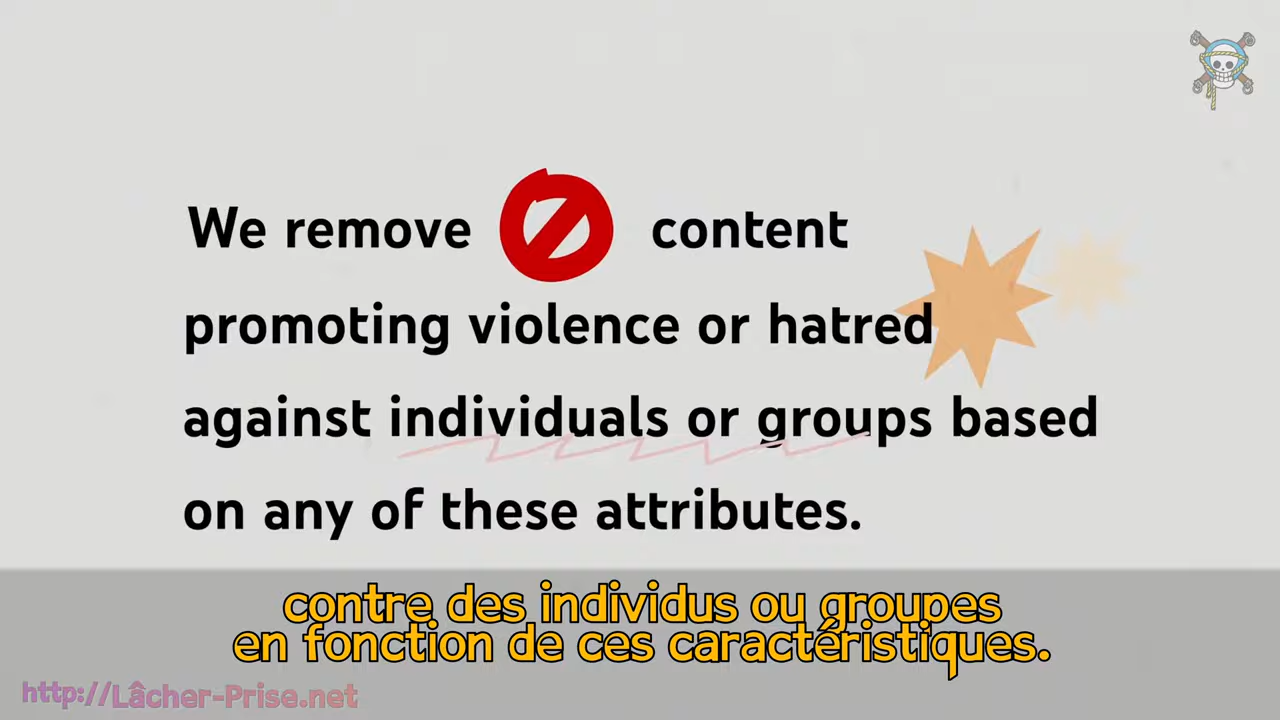 We remove content
promoting violence or hatred
against individuals or groups based
on any of these attributes.
contre des individus ou groupes
en fonction de ces caractéristiques.
http://Lâcher-Prise.net